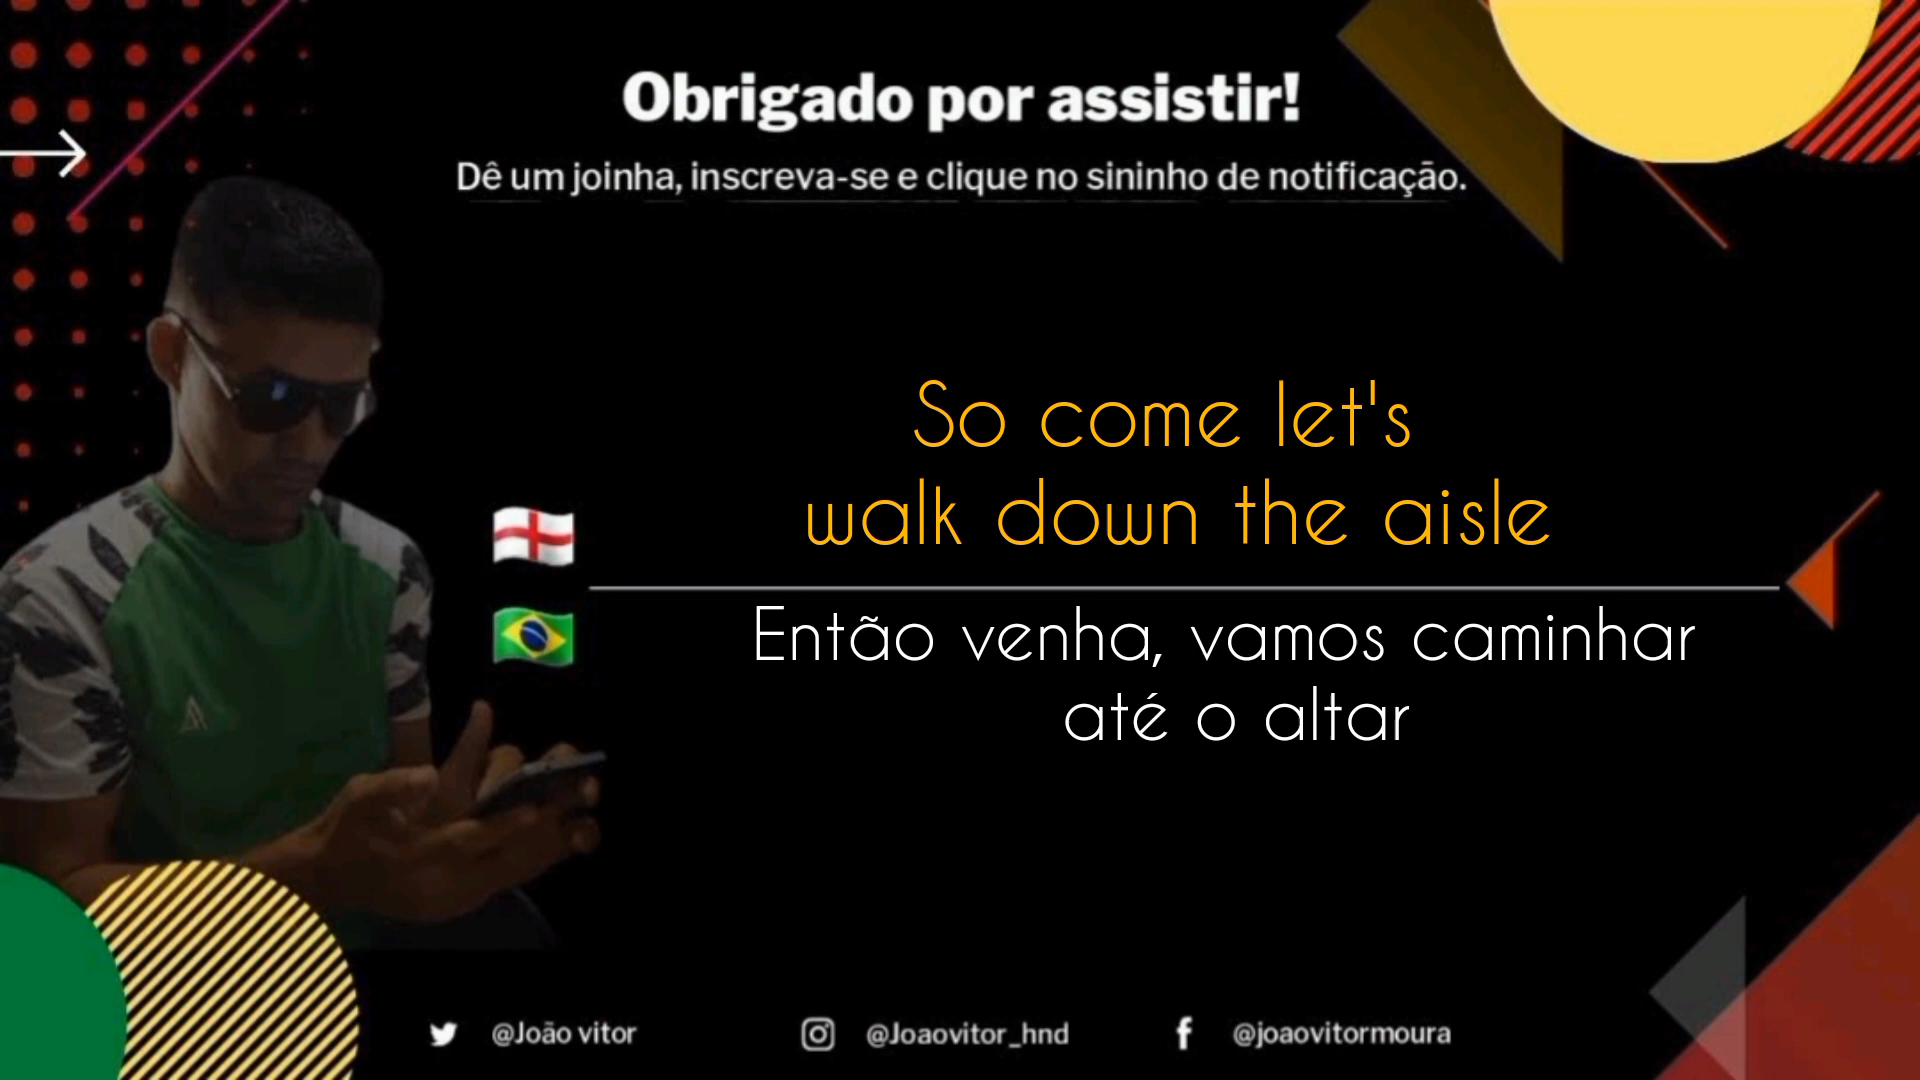 Obrigado por assistir!
Dê um joinha, inscreva-se e clique no sininho de notificação.
So come let's
walk down the aisle
Então venha, vamos caminhar
até o altar
@João vitor
@Joaovitor_hnd
@joaovitormoura